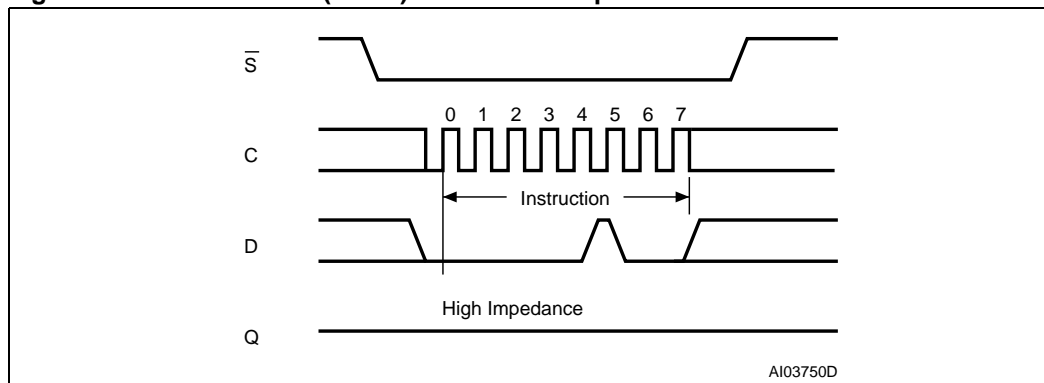 S̅
0 1 2 3 4 5 6 7
C
Instruction
D
High Impedance
Q
AI03750D